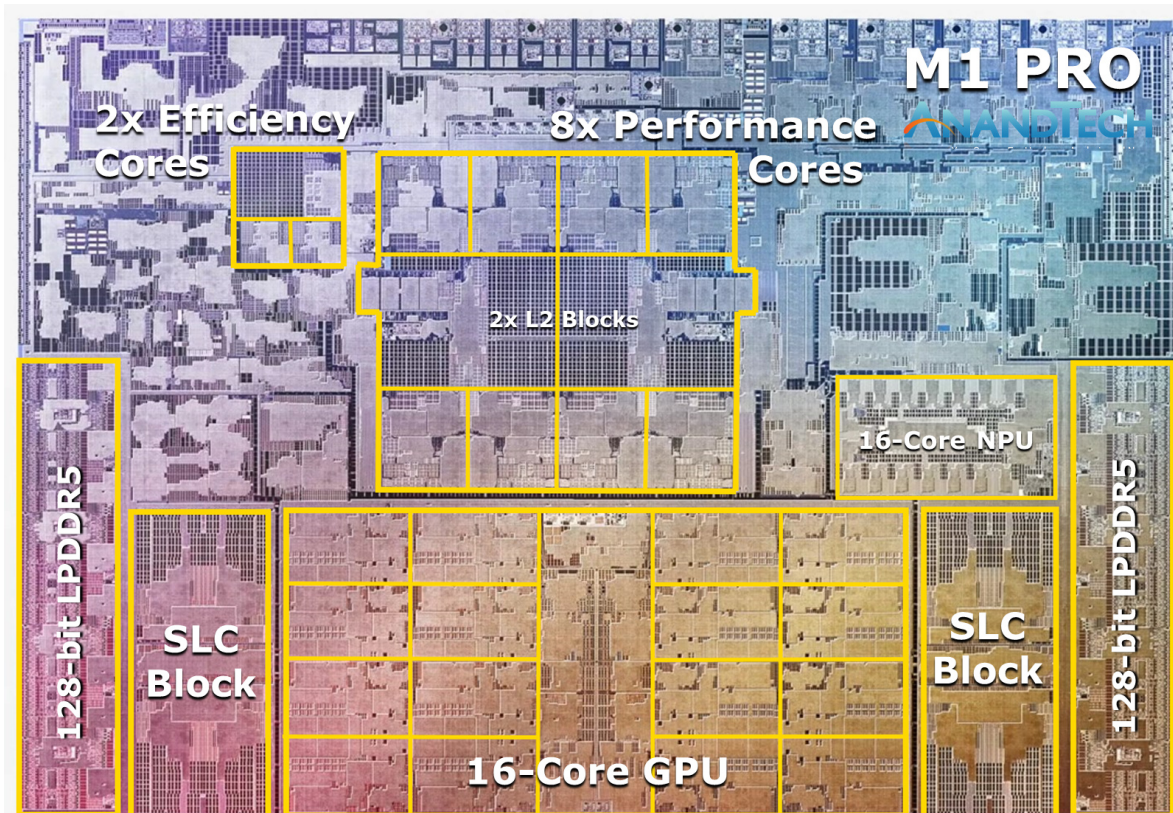 M1 PRO
ANANDTECH
2x Efficiency
Cores
8x Performance
Cores
2x L2 Blocks
16-Core NPU
128-bit LPDDR5
SLC
Block
16-Core GPU
SLC
Block
128-bit LPDDR5